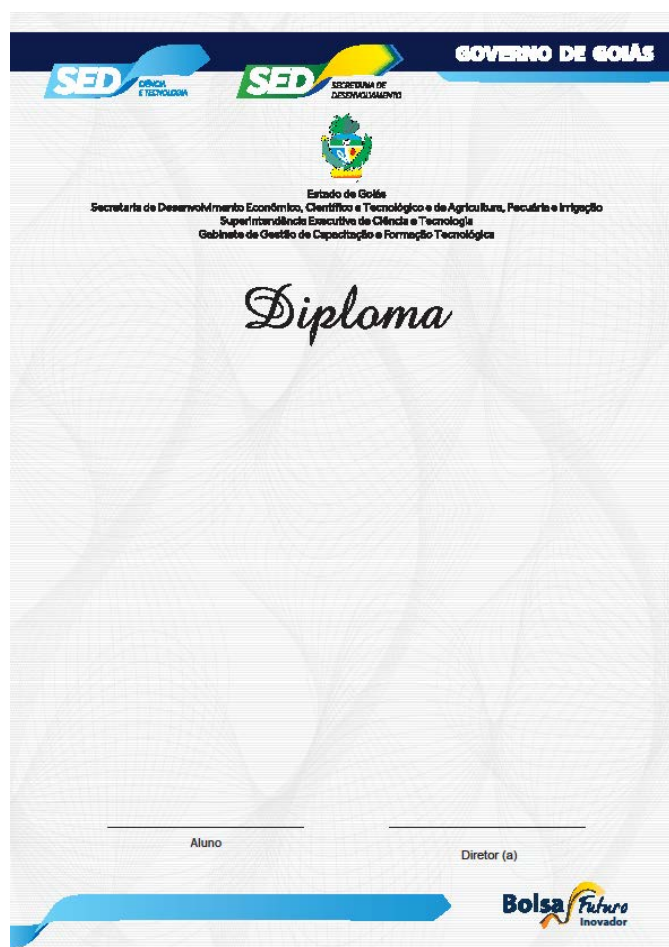 GOVERNO DE GOIÁS
SED CIÊNCIA
E TECNOLOGIA
SED SECRETARIA DE
DESENVOLVIMENTO
Estado de Goiás
Secretaria de Desenvolvimento Econômico, Científico e Tecnológico e de Agricultura, Pecuária e Irrigação
Superintendência Executiva de Ciência e Tecnologia
Gabinete de Gestão de Capacitação e Formação Tecnológica
Diploma
Aluno
Diretor (a)
Bolsa Futuro
Inovador